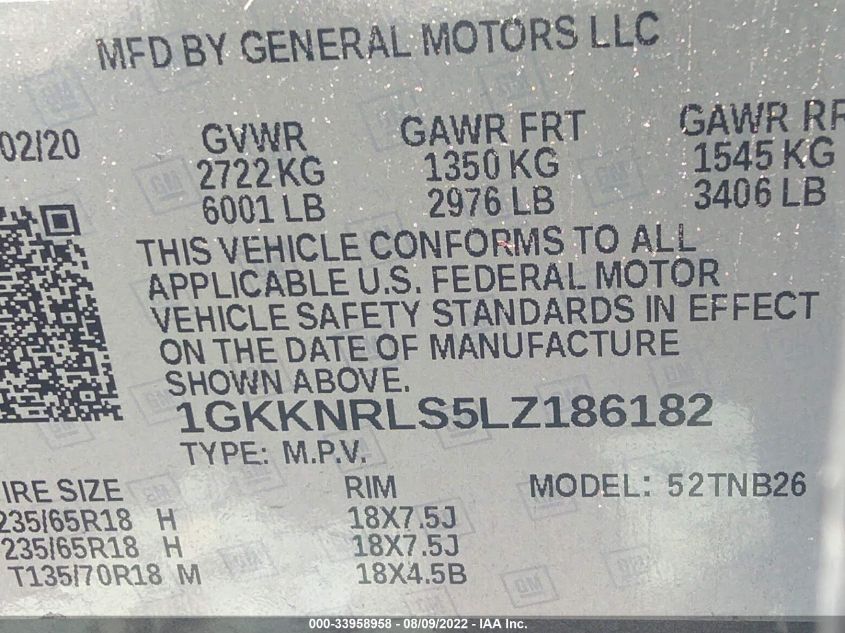 MFD BY GENERAL MOTORS LLC
02/20 GVWR GAWR FRT GAWR RR
2722 KG 1350 KG 1545 KG
6001 LB 2976 LB 3406 LB
THIS VEHICLE CONFORMS TO ALL
APPLICABLE U.S. FEDERAL MOTOR
VEHICLE SAFETY STANDARDS IN EFFECT
ON THE DATE OF MANUFACTURE
SHOWN ABOVE.
1GKKNRLS5LZ186182
TYPE: M.P.V.
IRE SIZE RIM MODEL: 52TNB26
235/65R18 H 18X7.5J
235/65R18 H 18X7.5J
T135/70R18 M 18X4.5B
000-33958958 - 08/09/2022 - IAA Inc.